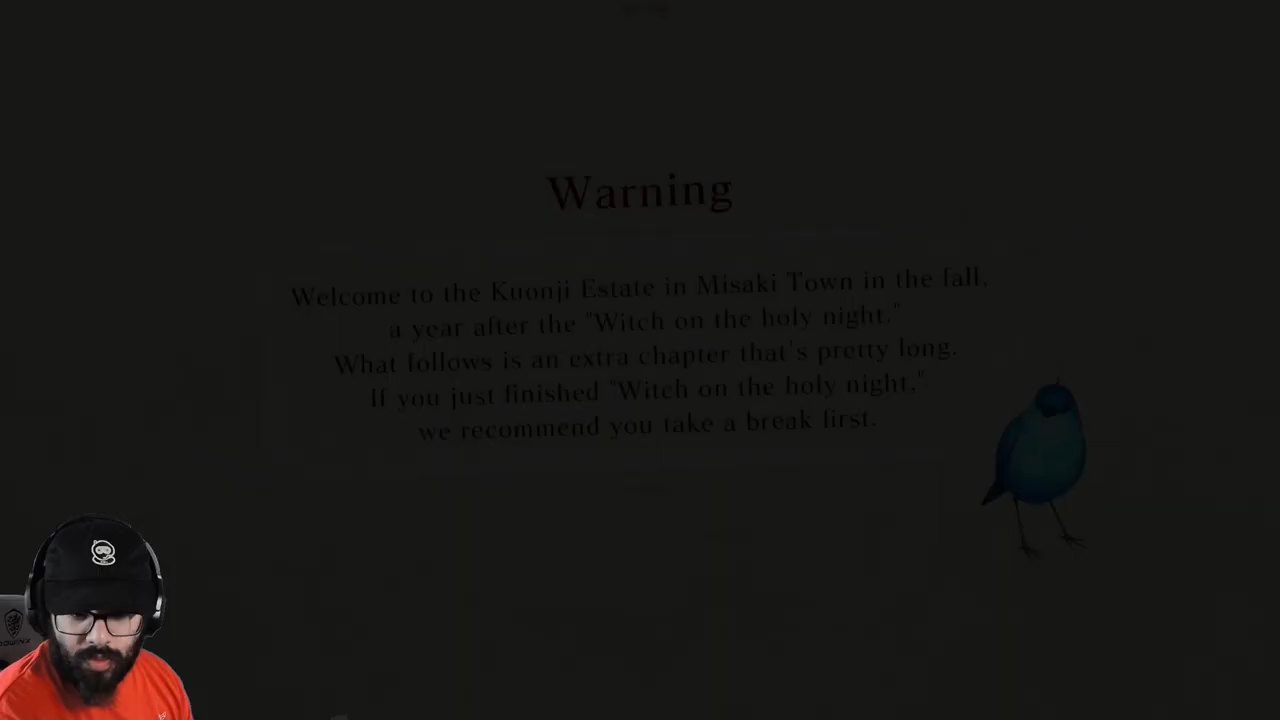 Warning
Welcome to the Kuonji Estate in Misaki Town in the fall,
a year after the "Witch on the holy night."
What follows is an extra chapter that's pretty long.
If you just finished "Witch on the holy night,"
we recommend you take a break first.